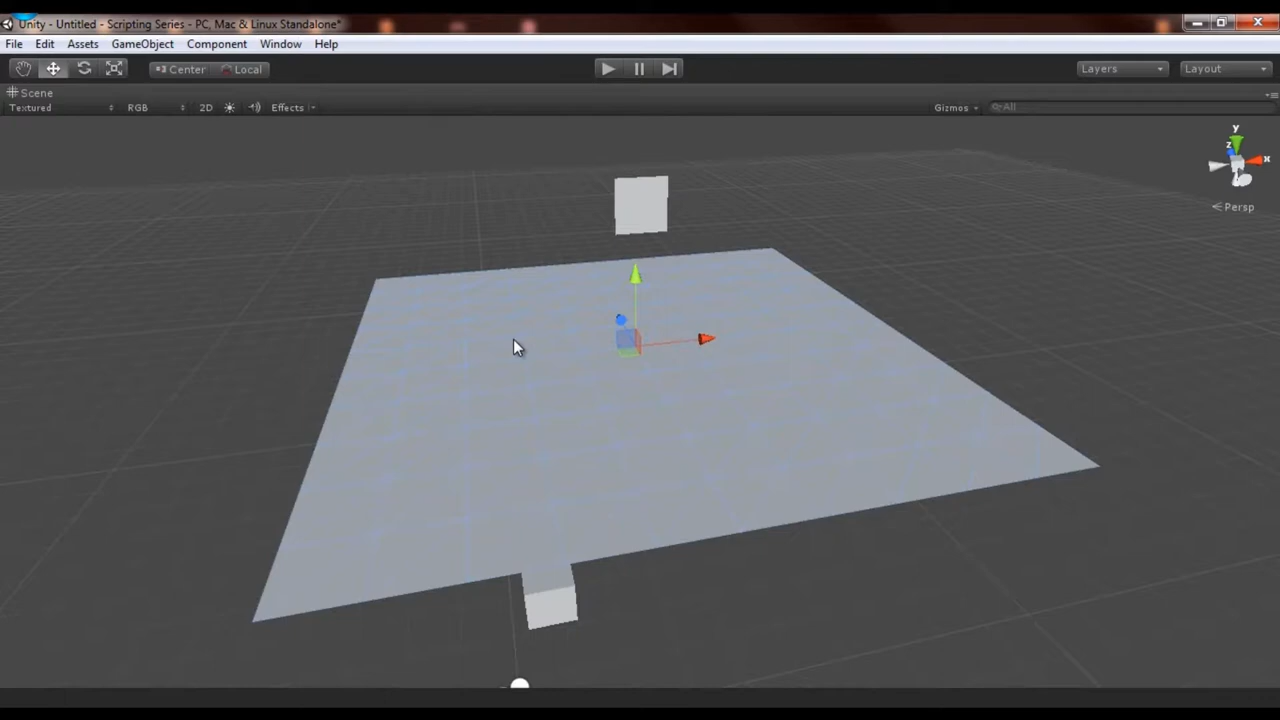 Unity - Untitled - Scripting Series - PC, Mac & Linux Standalone*
File Edit Assets GameObject Component Window Help
Center Local Layers Layout
Scene
Textured RGB 2D Effects Gizmos All
y
z x
Persp